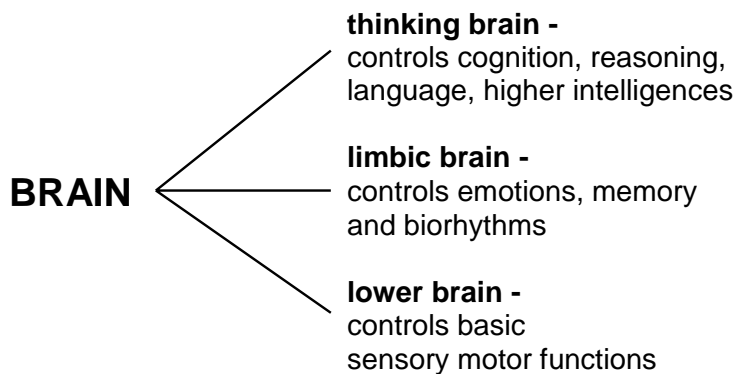 thinking brain -
controls cognition, reasoning,
language, higher intelligences
BRAIN
limbic brain -
controls emotions, memory
and biorhythms
lower brain -
controls basic
sensory motor functions